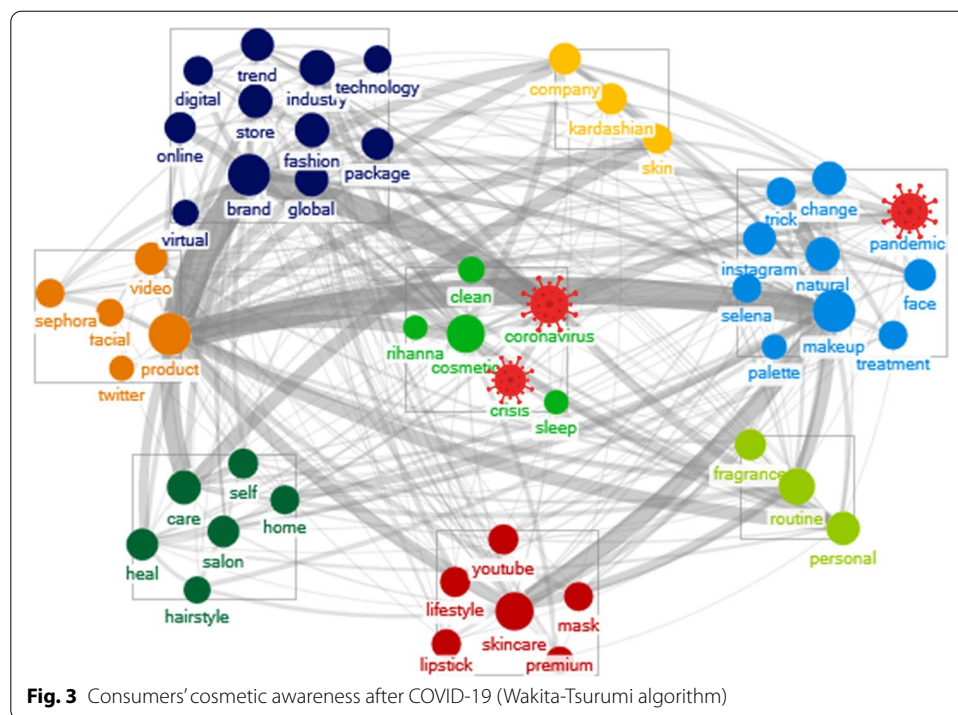 trend
digital
industry
technology
store
online
fashion
package
brand
global
virtual
company
kardashian
skin
trick
change
pandemic
instagram
natural
face
selena
makeup
treatment
palette
video
sephora
facial
product
twitter
clean
coronavirus
rihanna
cosmetic
crisis
sleep
care
self
home
heal
salon
hairstyle
youtube
lifestyle
mask
skincare
lipstick
premium
fragrance
routine
personal
Fig. 3 Consumers' cosmetic awareness after COVID-19 (Wakita-Tsurumi algorithm)